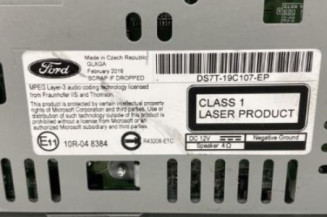 Ford
Made in Czech Republic
GLKGA
February 2016
SCRAP IF DROPPED
DS7T-19C107-EP
MPEG Layer-3 audio coding technology licensed
from Fraunhofer IIS and Thomson.
This product is protected by certain intellectual property
rights of Microsoft Corporation and third parties. Use or
distribution of such technology outside of this product is
prohibited without a license from Microsoft or an
authorized Microsoft subsidiary and third parties.
CLASS 1
LASER PRODUCT
DC 12V Negative Ground
Speaker 4Ω
E11 10R-04 8384